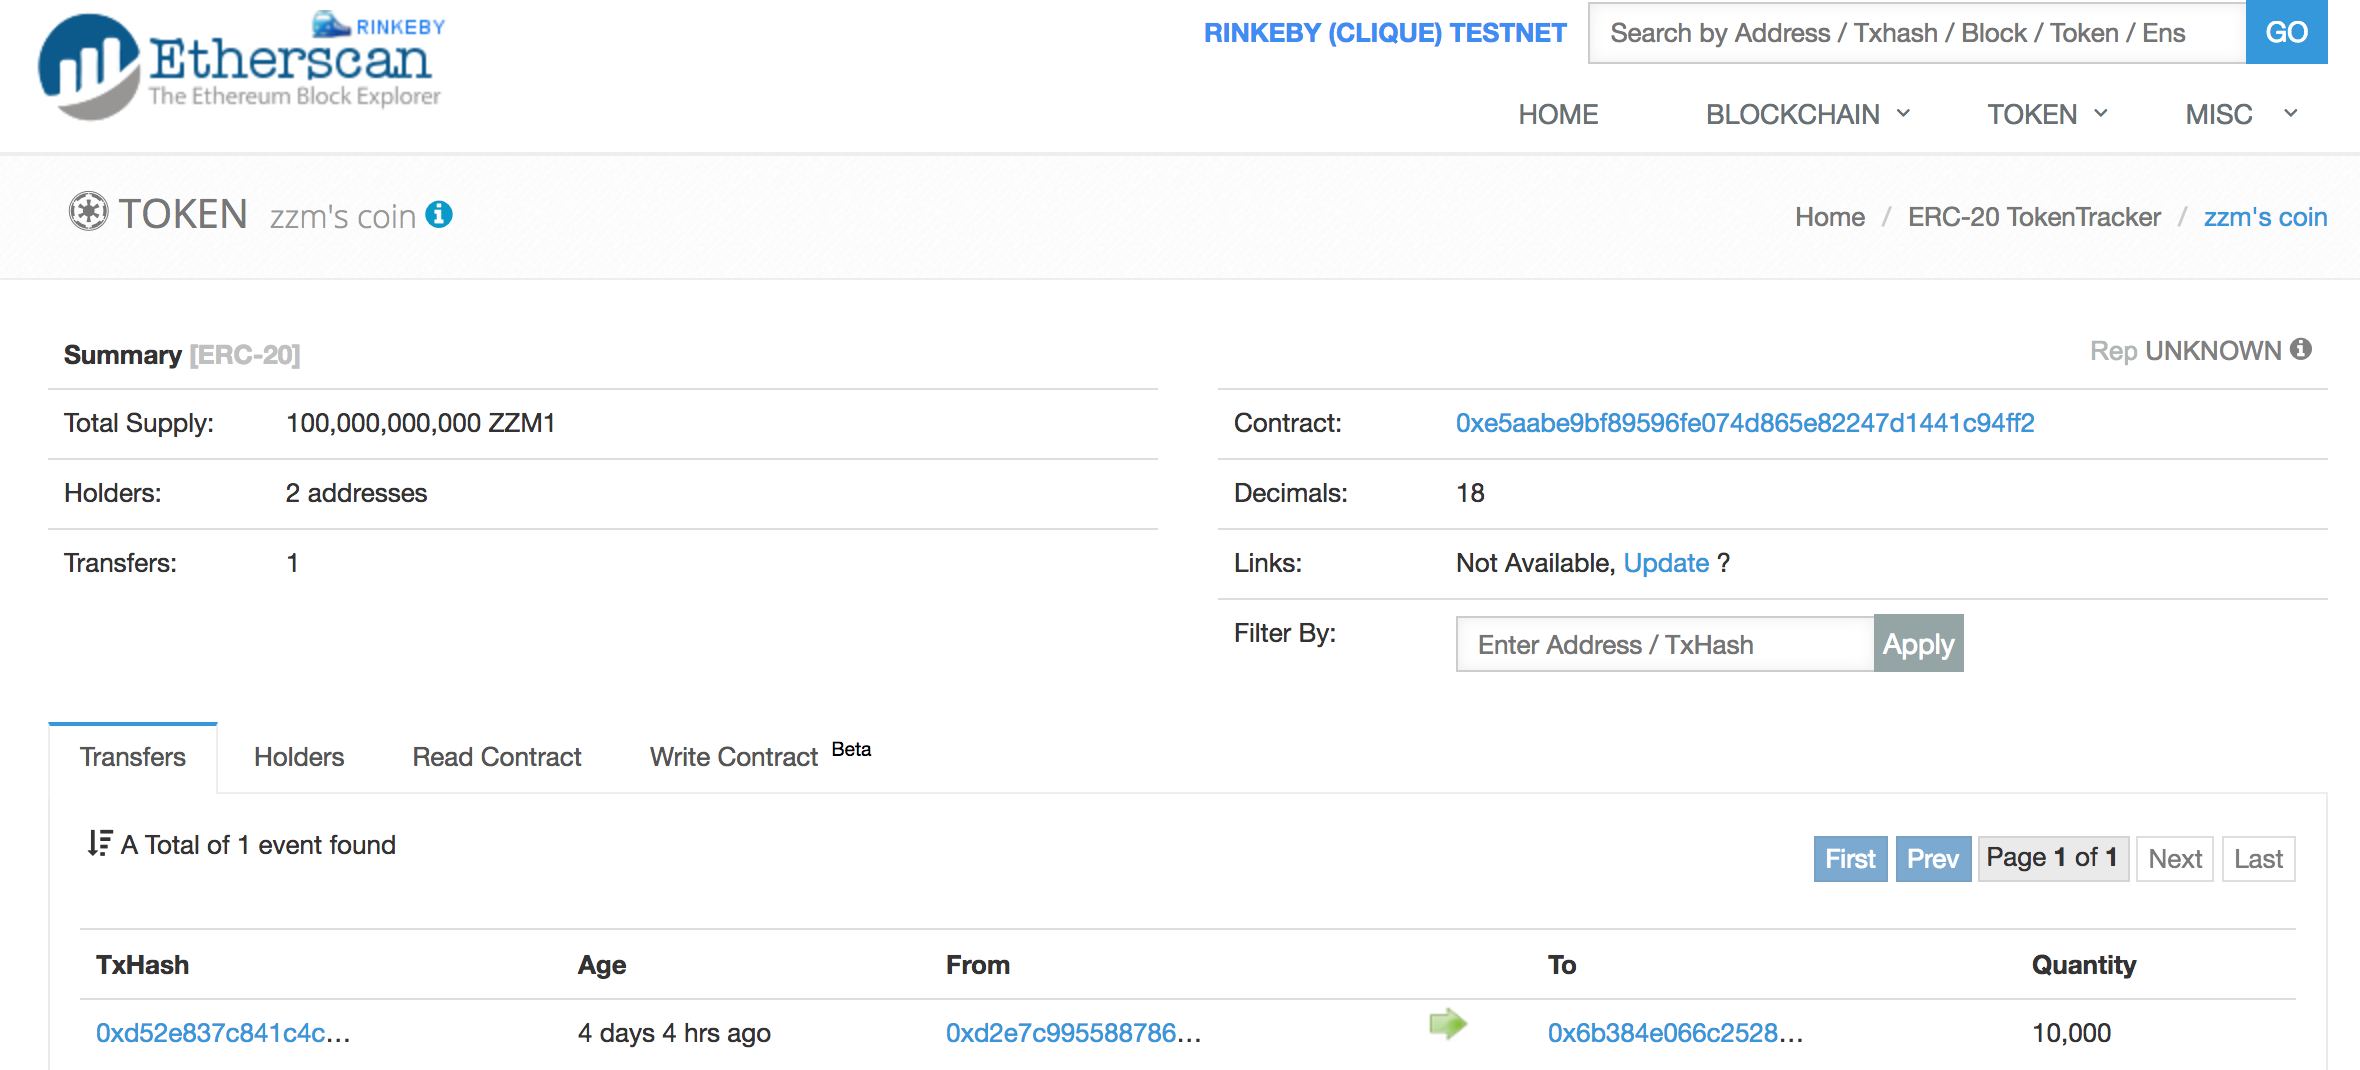 RINKEBY
Etherscan
The Ethereum Block Explorer
RINKEBY (CLIQUE) TESTNET
Search by Address / Txhash / Block / Token / Ens
GO
HOME BLOCKCHAIN TOKEN MISC
TOKEN zzm's coin
Home / ERC-20 TokenTracker / zzm's coin
Summary [ERC-20]
Rep UNKNOWN
Total Supply: 100,000,000,000 ZZM1
Contract: 0xe5aabe9bf89596fe074d865e82247d1441c94ff2
Holders: 2 addresses
Decimals: 18
Transfers: 1
Links: Not Available, Update ?
Filter By: Enter Address / TxHash Apply
Transfers Holders Read Contract Write Contract Beta
A Total of 1 event found
First Prev Page 1 of 1 Next Last
TxHash Age From To Quantity
0xd52e837c841c4c... 4 days 4 hrs ago 0xd2e7c995588786... 0x6b384e066c2528... 10,000